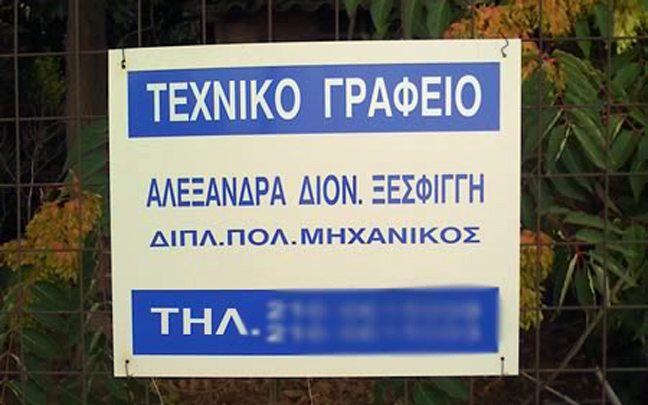 ΤΕΧΝΙΚΟ ΓΡΑΦΕΙΟ
ΑΛΕΞΑΝΔΡΑ ΔΙΟΝ. ΞΕΣΦΙΓΓΗ
ΔΙΠΛ.ΠΟΛ.ΜΗΧΑΝΙΚΟΣ
ΤΗΛ.